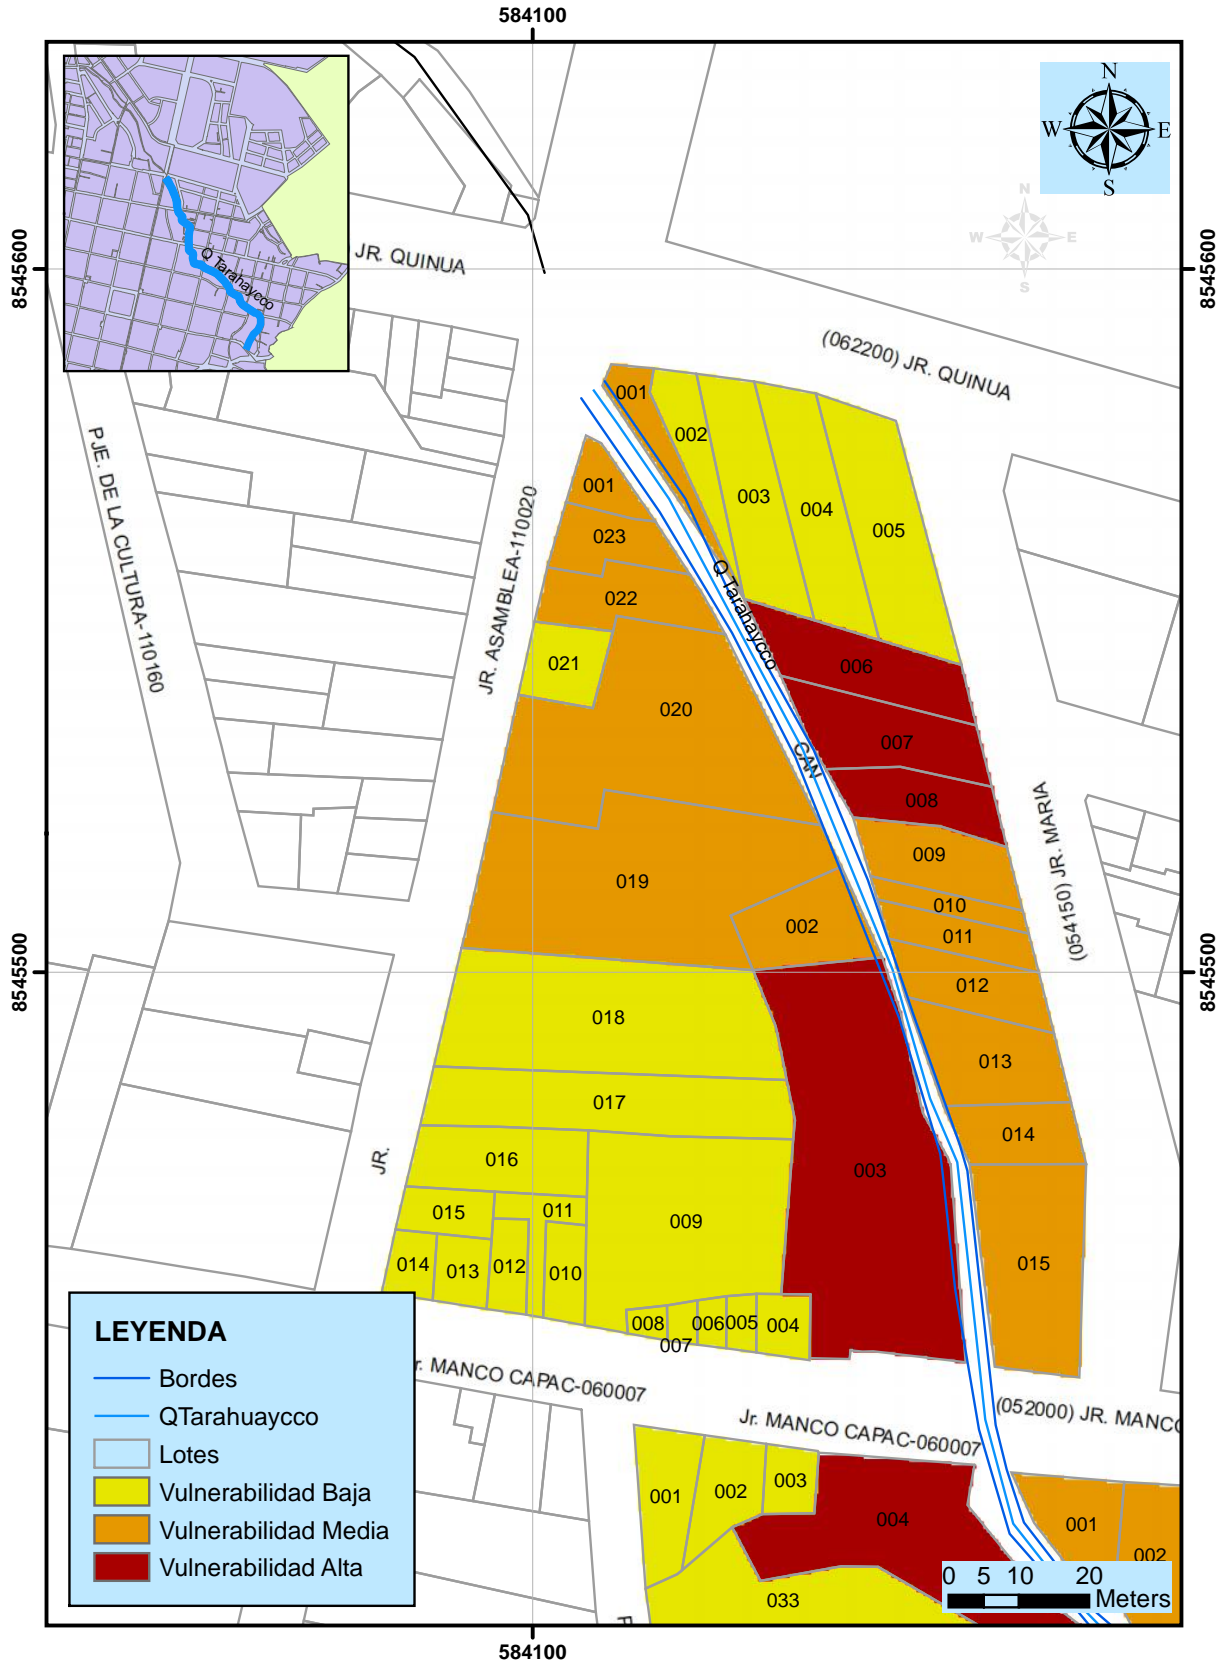 584100
N
W E
S
N
W E
S
8545600
8545600
Q Tarahaycco
JR. QUINUA
(062200) JR. QUINUA
PJE. DE LA CULTURA-110160
JR. ASAMBLEA-110020
001
002
003
004
005
001
023
022
021
020
Q Tarahaycco
006
007
CAN
008
(054150) JR. MARIA
009
010
011
019
002
8545500
8545500
012
018
013
017
014
016
JR.
003
015
011
009
014
013
012
010
015
008
007
006
005
004
r. MANCO CAPAC-060007
Jr. MANCO CAPAC-060007
(052000) JR. MANCO
001
002
003
004
001
002
033
LEYENDA
Bordes
QTarahuaycco
Lotes
Vulnerabilidad Baja
Vulnerabilidad Media
Vulnerabilidad Alta
0 5 10 20
Meters
584100